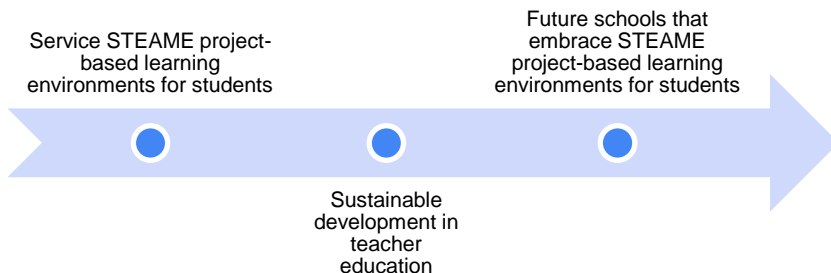 Service STEAME project-
based learning
environments for students
Sustainable
development in
teacher
education
Future schools that
embrace STEAME
project-based learning
environments for students